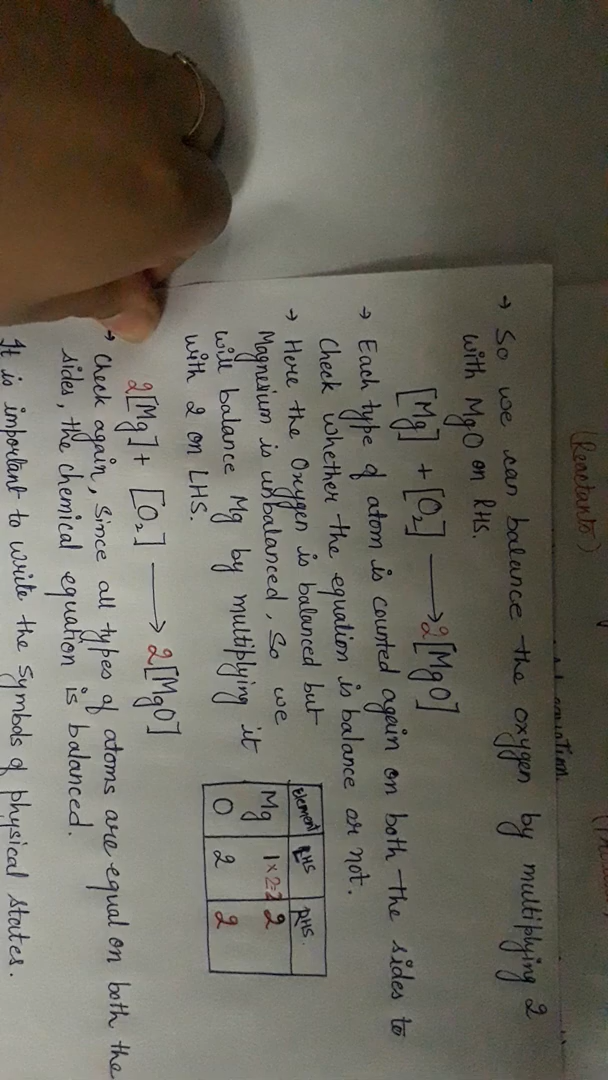 (Reactants)
→ So we can balance the oxygen by multiplying 2
with MgO on RHS.
[Mg] + [O₂] ⟶ 2[MgO]
→ Each type of atom is counted again on both the sides to
Check whether the equation is balance or not.
→ Here the Oxygen is balanced but
Magnesium is unbalanced, So we
will balance Mg by multiplying it
with 2 on LHS.
Element LHS RHS.
Mg 1×2=2 2
O 2 2
2[Mg] + [O₂] ⟶ 2[MgO]
→ Check again, Since all types of atoms are equal on both the
sides, the chemical equation is balanced.
It is important to write the symbols of physical states.